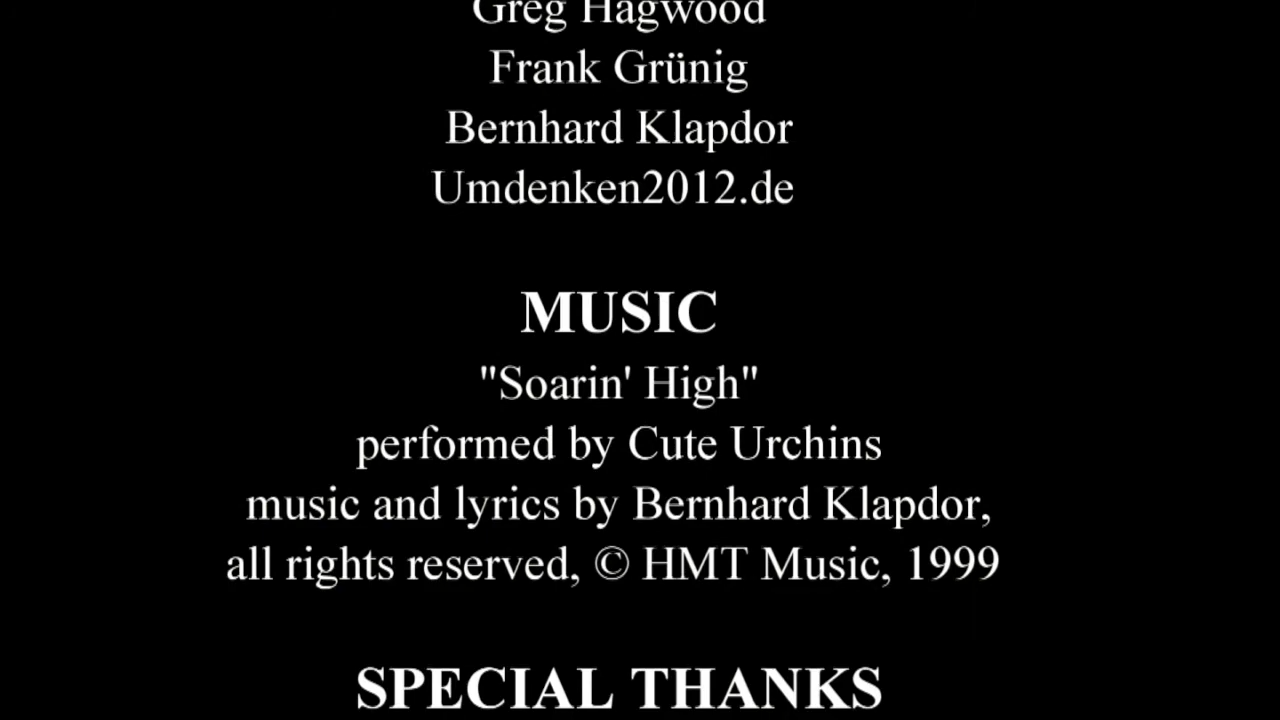 Greg Hagwood
Frank Grünig
Bernhard Klapdor
Umdenken2012.de
MUSIC
"Soarin' High"
performed by Cute Urchins
music and lyrics by Bernhard Klapdor,
all rights reserved, © HMT Music, 1999
SPECIAL THANKS